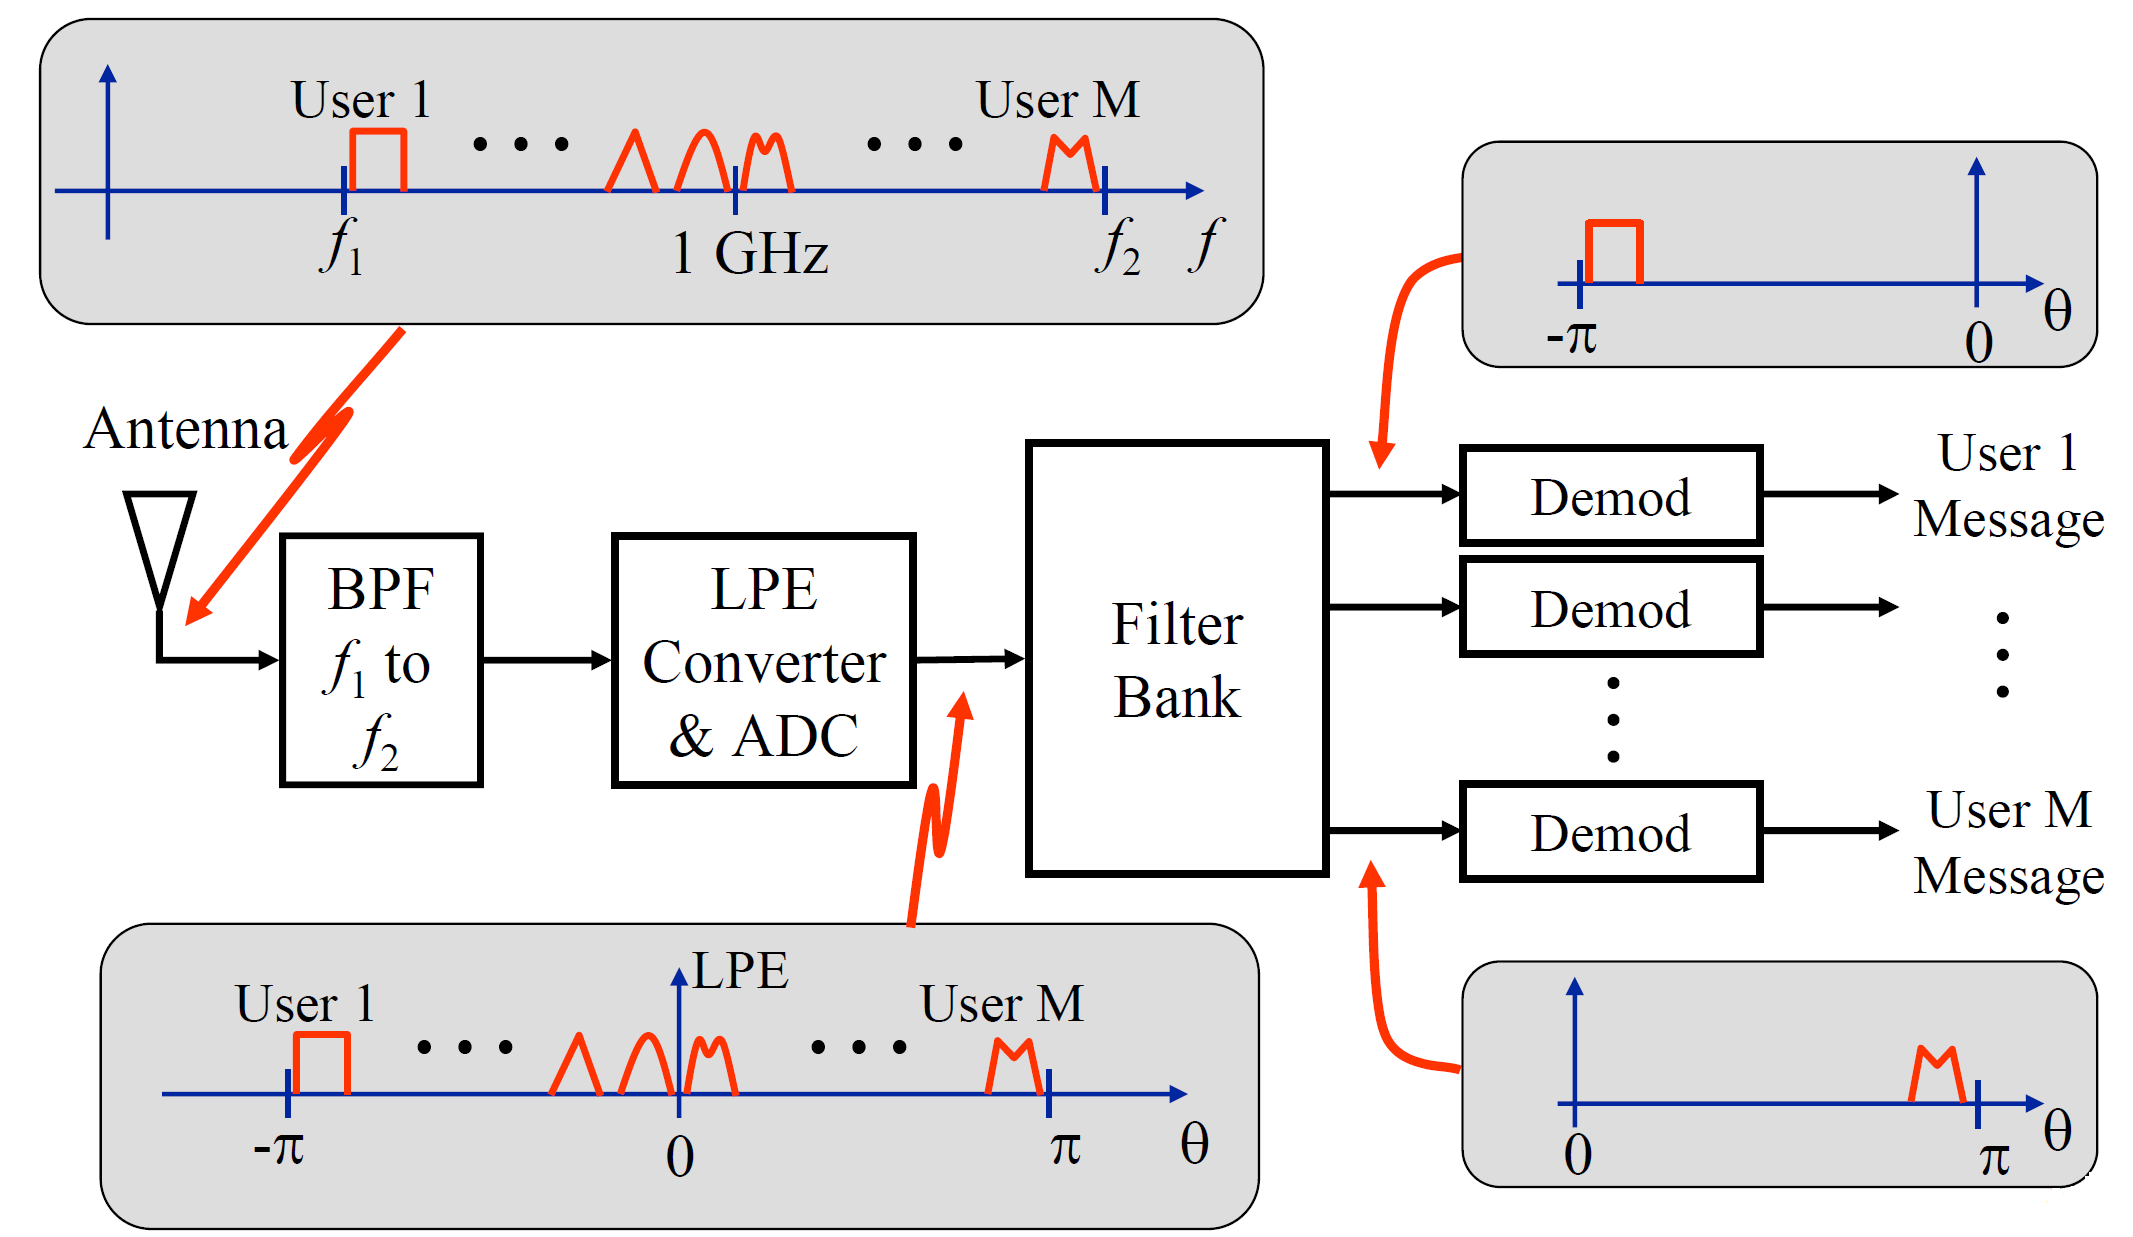 User 1
User M
f1
1 GHz
f2
f
-π
0
θ
Antenna
BPF
f1 to
f2
LPE
Converter
& ADC
Filter
Bank
Demod
Demod
Demod
User 1
Message
User M
Message
LPE
User 1
User M
-π
0
π
θ
0
π
θ